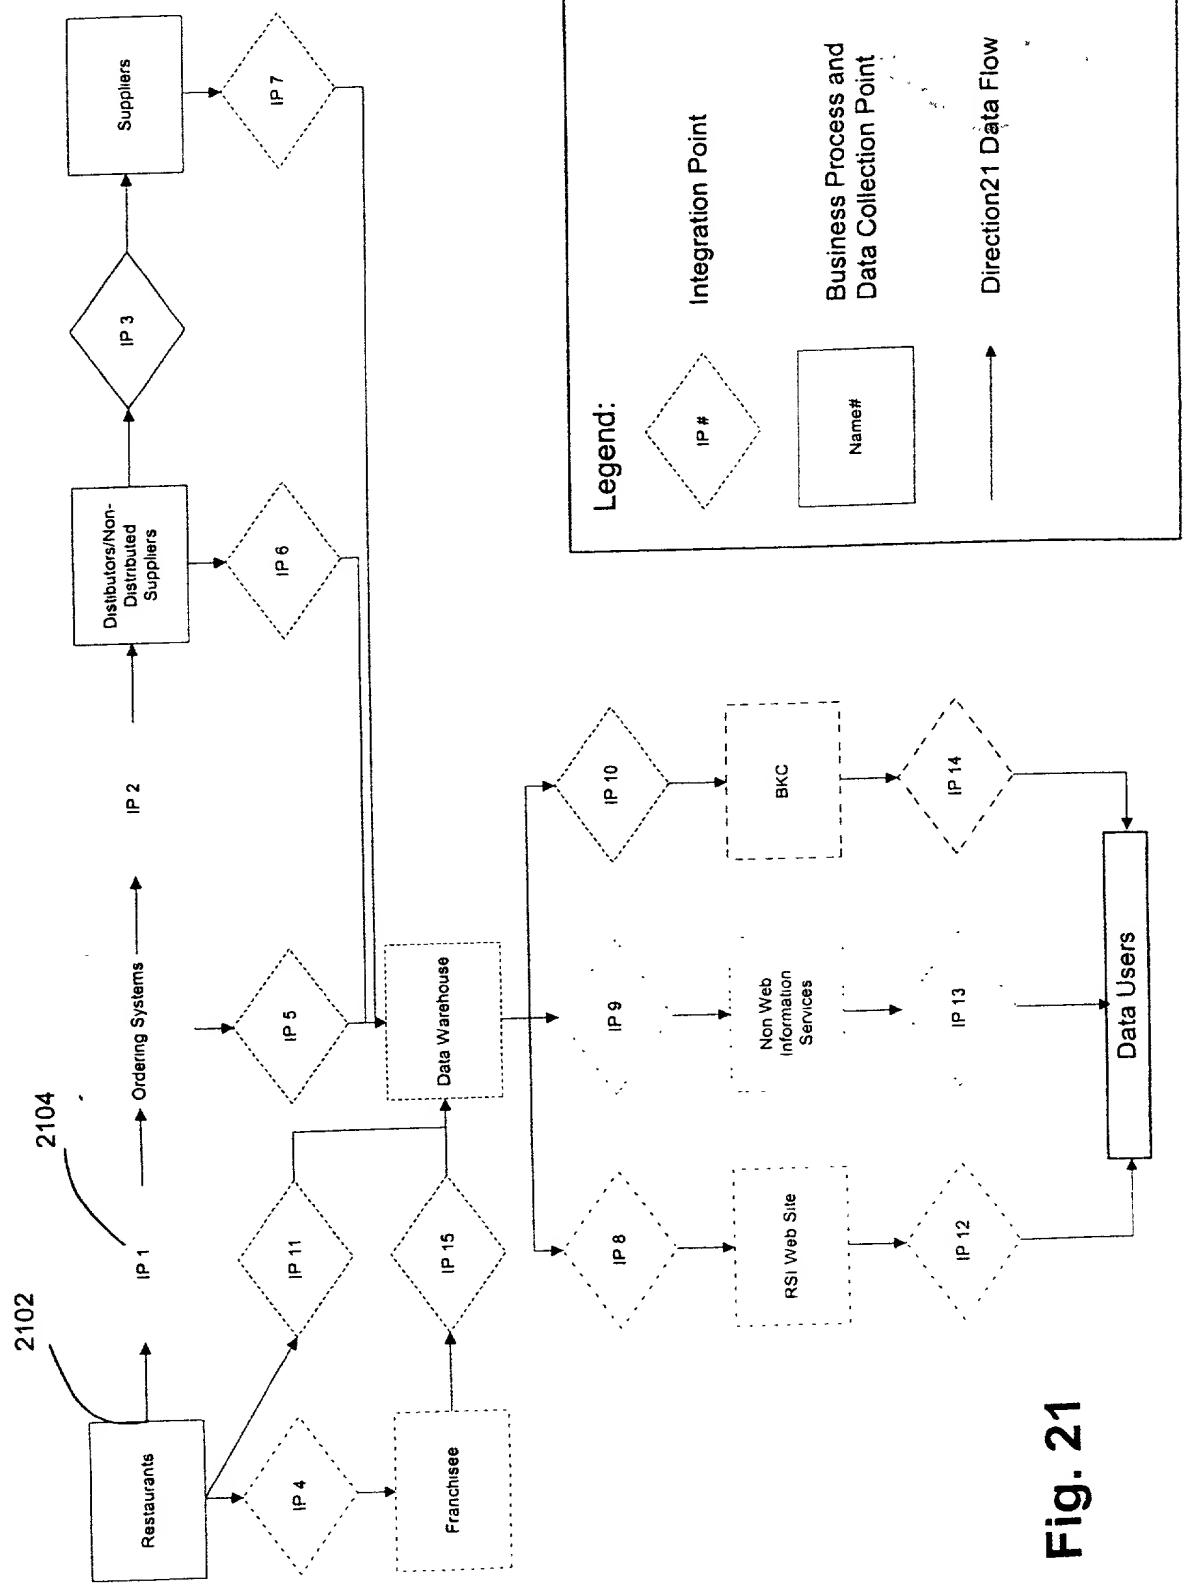 2102
2104
Restaurants
IP 1
Ordering Systems
IP 2
Distibutors/Non-
Distributed
Suppliers
IP 3
Suppliers
IP 4
IP 11
IP 5
IP 6
IP 7
Franchisee
IP 15
Data Warehouse
IP 8
IP 9
IP 10
RSI Web Site
Non Web
Information
Services
BKC
IP 12
IP 13
IP 14
Data Users
Legend:
IP #
Integration Point
Name#
Business Process and
Data Collection Point
Direction21 Data Flow
Fig. 21